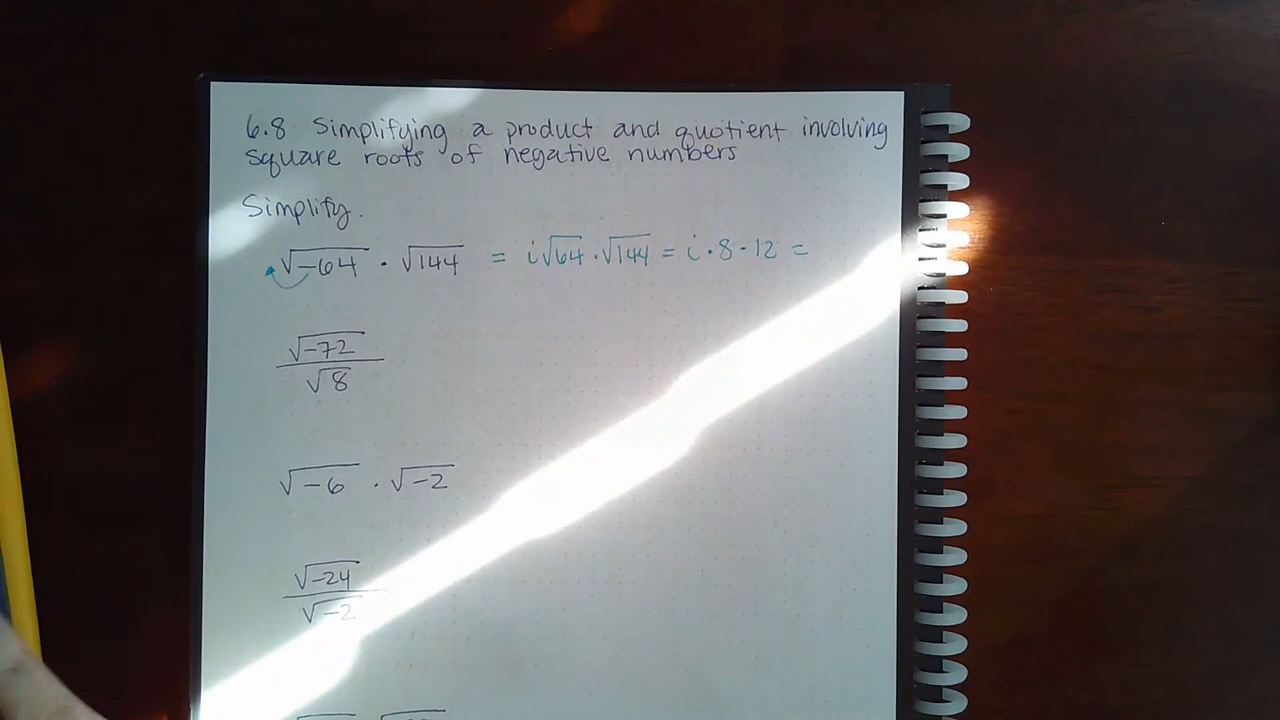 6.8 Simplifying a product and quotient involving
square roots of negative numbers
Simplify.
√-64 · √144 = i√64 · √144 = i · 8 · 12 =
√-72
√8
√-6 · √-2
√-24
√-2